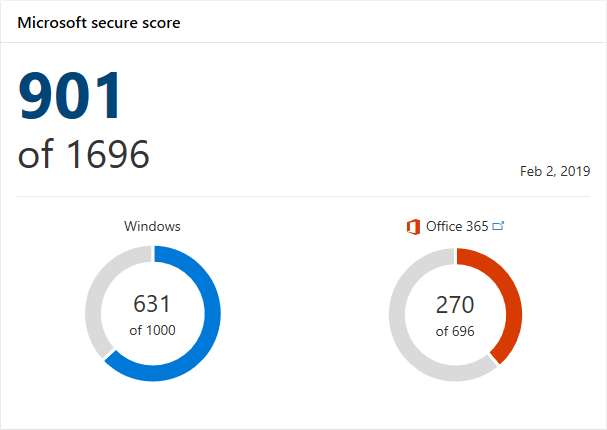 Microsoft secure score
901
of 1696
Feb 2, 2019
Windows
631
of 1000
Office 365
270
of 696